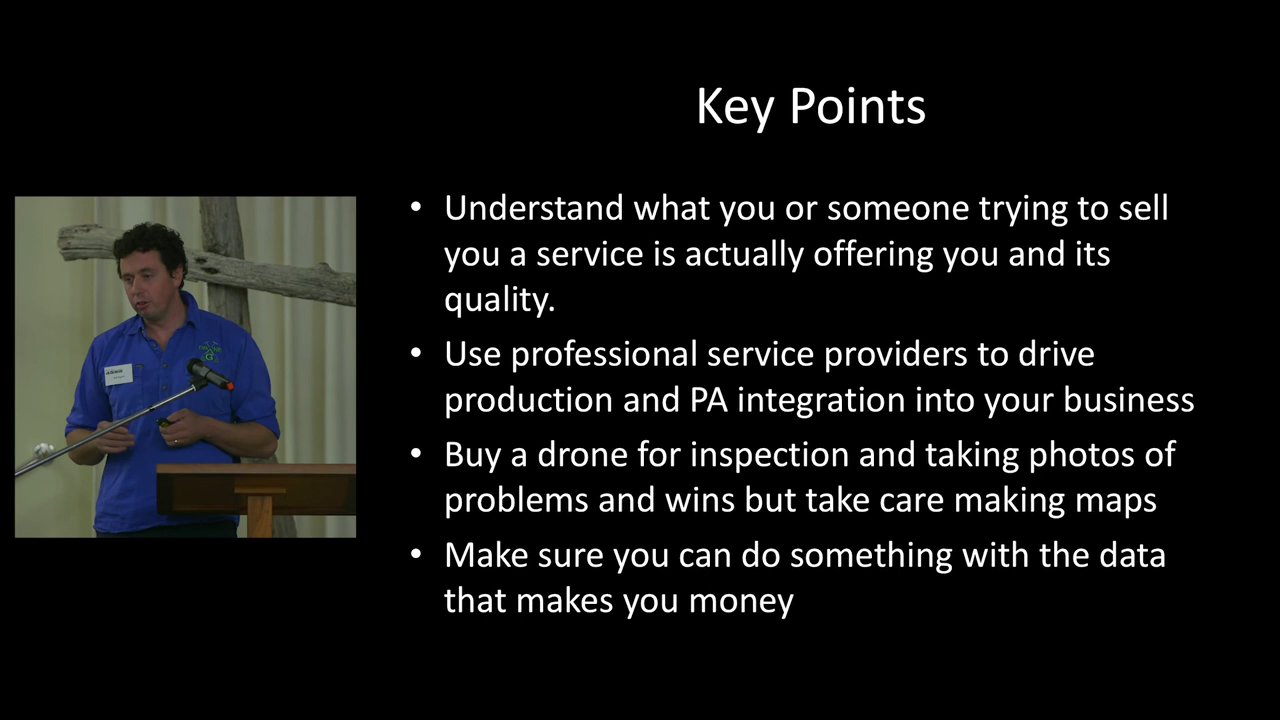 Key Points
• Understand what you or someone trying to sell
you a service is actually offering you and its
quality.
• Use professional service providers to drive
production and PA integration into your business
• Buy a drone for inspection and taking photos of
problems and wins but take care making maps
• Make sure you can do something with the data
that makes you money